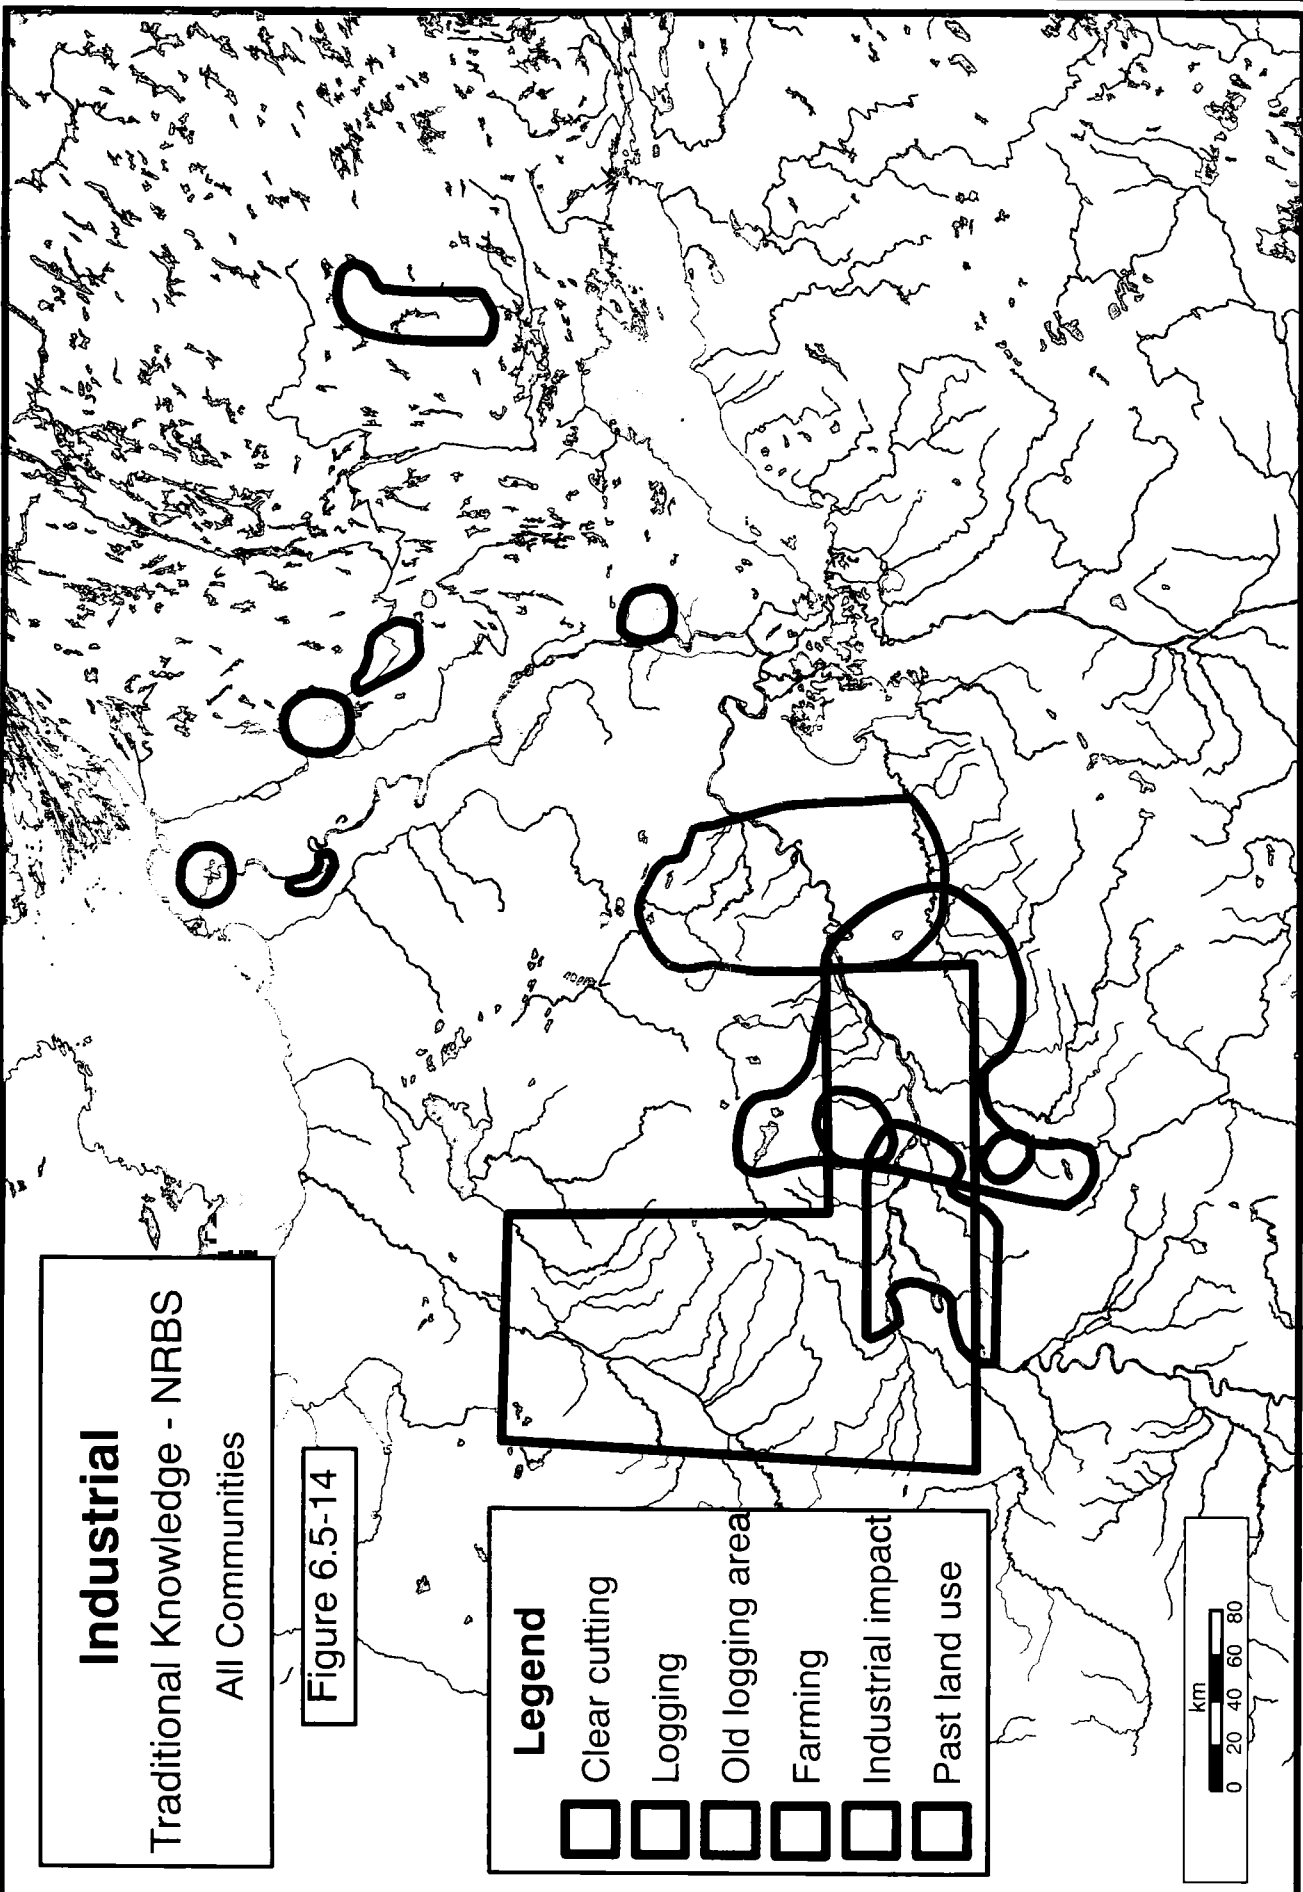 Industrial
Traditional Knowledge - NRBS
All Communities
Figure 6.5-14
Legend
Clear cutting
Logging
Old logging area
Farming
Industrial impact
Past land use
km
0 20 40 60 80